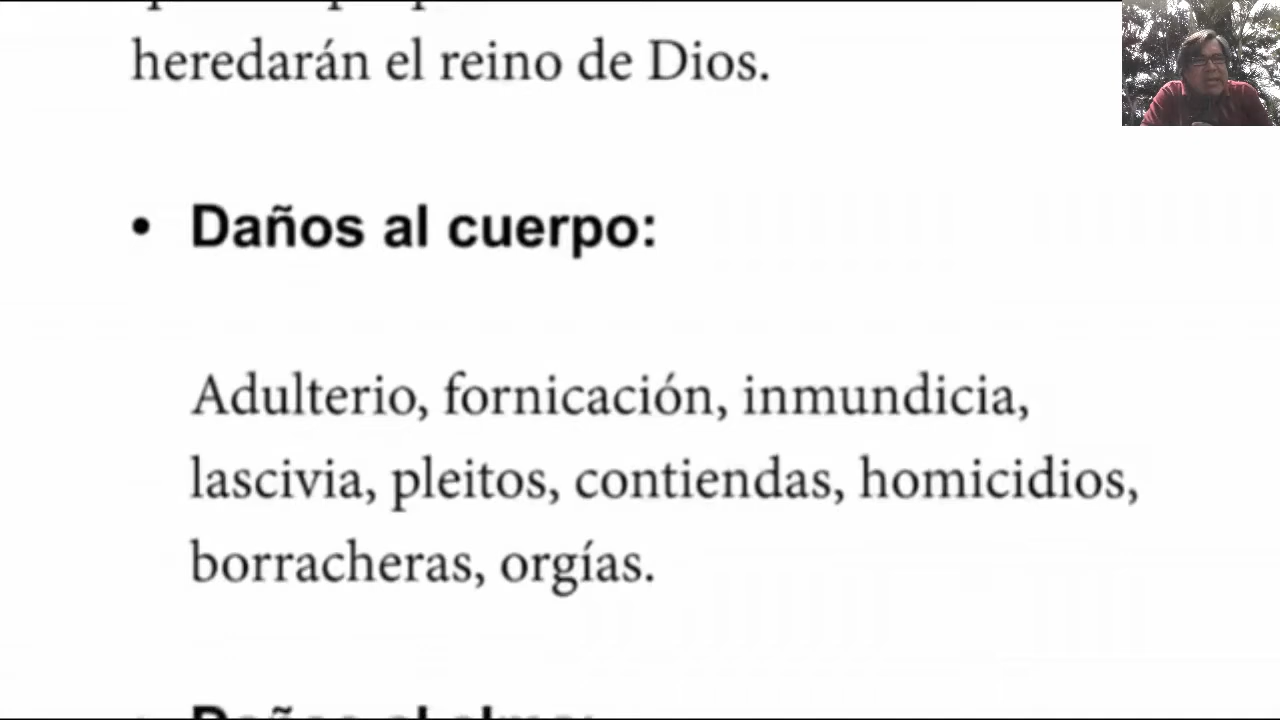 heredarán el reino de Dios.
• Daños al cuerpo:
Adulterio, fornicación, inmundicia,
lascivia, pleitos, contiendas, homicidios,
borracheras, orgías.